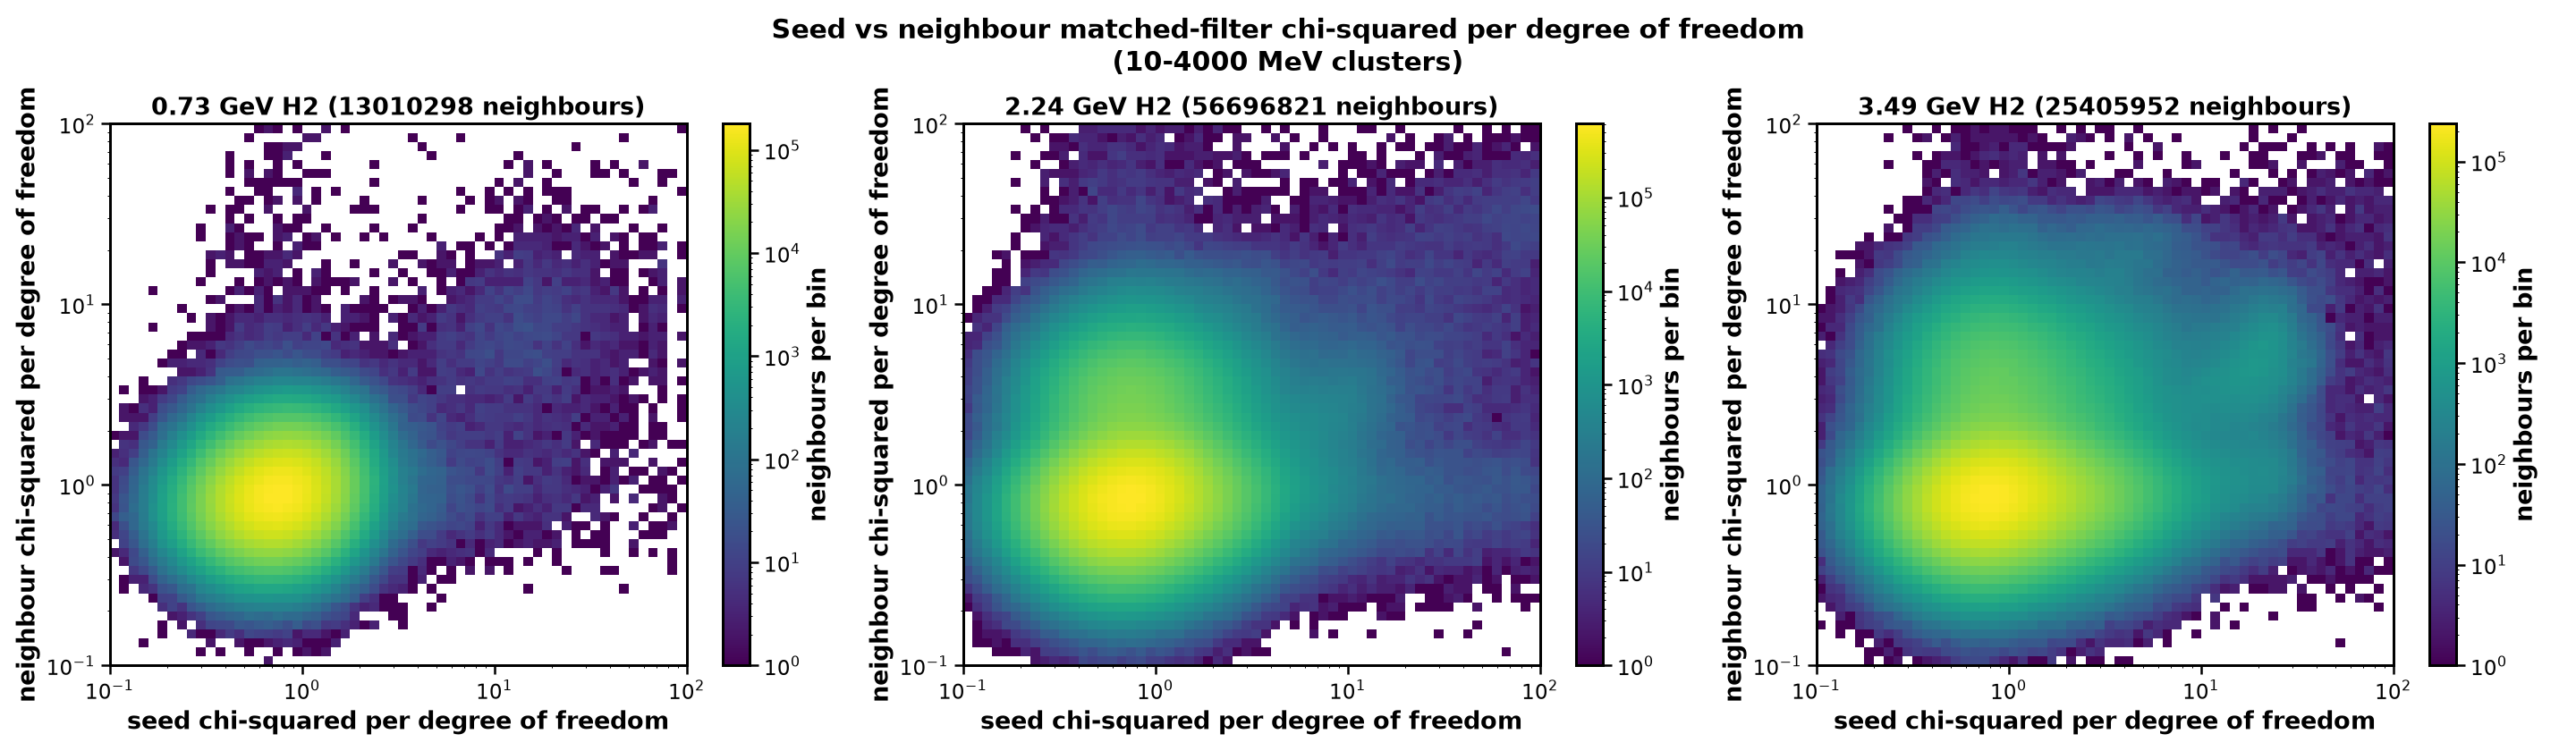 Seed vs neighbour matched-filter chi-squared per degree of freedom
(10-4000 MeV clusters)
0.73 GeV H2 (13010298 neighbours)
neighbour chi-squared per degree of freedom
10²
10¹
10⁰
10⁻¹
10⁻¹ 10⁰ 10¹ 10²
seed chi-squared per degree of freedom
10⁵
10⁴
10³
10²
10¹
10⁰
neighbours per bin
2.24 GeV H2 (56696821 neighbours)
neighbour chi-squared per degree of freedom
10²
10¹
10⁰
10⁻¹
10⁻¹ 10⁰ 10¹ 10²
seed chi-squared per degree of freedom
10⁵
10⁴
10³
10²
10¹
10⁰
neighbours per bin
3.49 GeV H2 (25405952 neighbours)
neighbour chi-squared per degree of freedom
10²
10¹
10⁰
10⁻¹
10⁻¹ 10⁰ 10¹ 10²
seed chi-squared per degree of freedom
10⁵
10⁴
10³
10²
10¹
10⁰
neighbours per bin